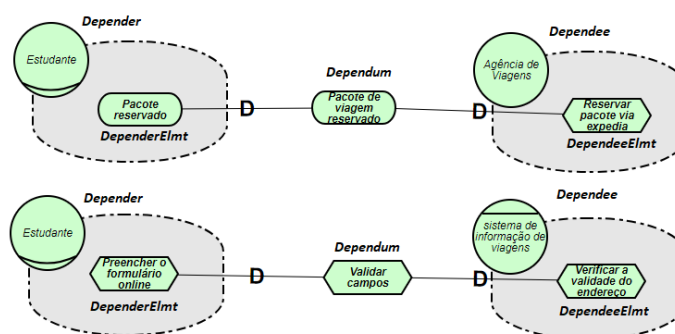 Depender
Dependee
Estudante
Agência de
Viagens
Dependum
Pacote
reservado
D
Pacote de
viagem
reservado
D
Reservar
pacote via
expedia
DependerElmt
DependeeElmt
Depender
Dependee
Estudante
sistema de
informação de
viagens
Dependum
Preencher o
formulário
online
D
Validar
campos
D
Verificar a
validade do
endereço
DependerElmt
DependeeElmt